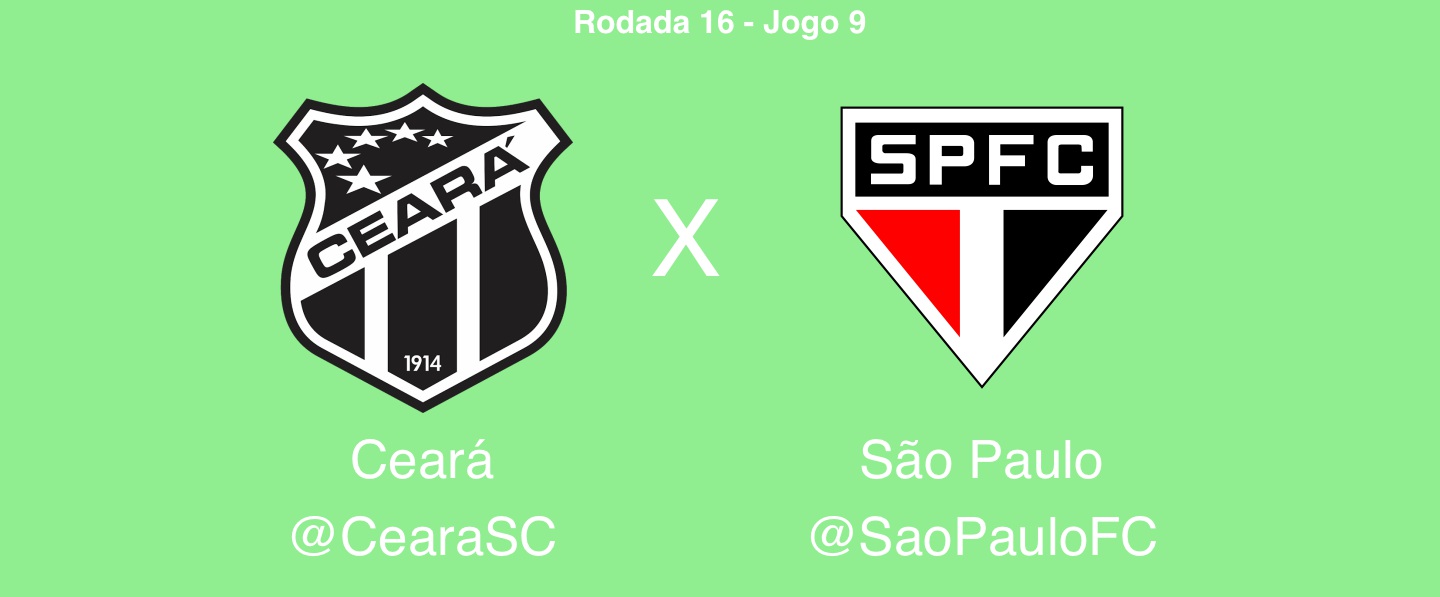 Rodada 16 - Jogo 9
CEARÁ
1914
SPFC
X
Ceará
São Paulo
@CearaSC
@SaoPauloFC